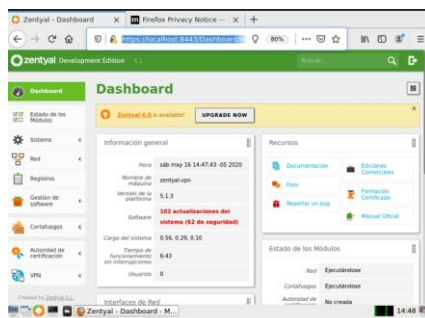 Zentyal - Dashboard
Firefox Privacy Notice —
https://localhost:8443/Dashboard/
80%
zentyal Development Edition 5.1
Buscar...
Dashboard
Estado de los
Módulos
Sistema
Red
Registros
Gestión de
software
Cortafuegos
Autoridad de
certificación
VPN
Created by Zentyal S.L.
Dashboard
Zentyal 6.0 is available!
UPGRADE NOW
Información general
Hora sáb may 16 14:47:43 -05 2020
Nombre de
máquina
zentyal-vpn
Versión de la
plataforma
5.1.3
Software
102 actualizaciones del
sistema (62 de seguridad)
Carga del sistema 0.56, 0.29, 0.10
Tiempo de
funcionamiento
sin interrupciones
6:43
Usuarios 0
Interfaces de Red
Recursos
Documentación
Ediciones
Comerciales
Foro
Formación
Certificada
Reportar un bug
Manual Oficial
Estado de los Módulos
Red Ejecutándose
Cortafuegos Ejecutándose
Autoridad de
No creada
Zentyal - Dashboard - M...
14:48